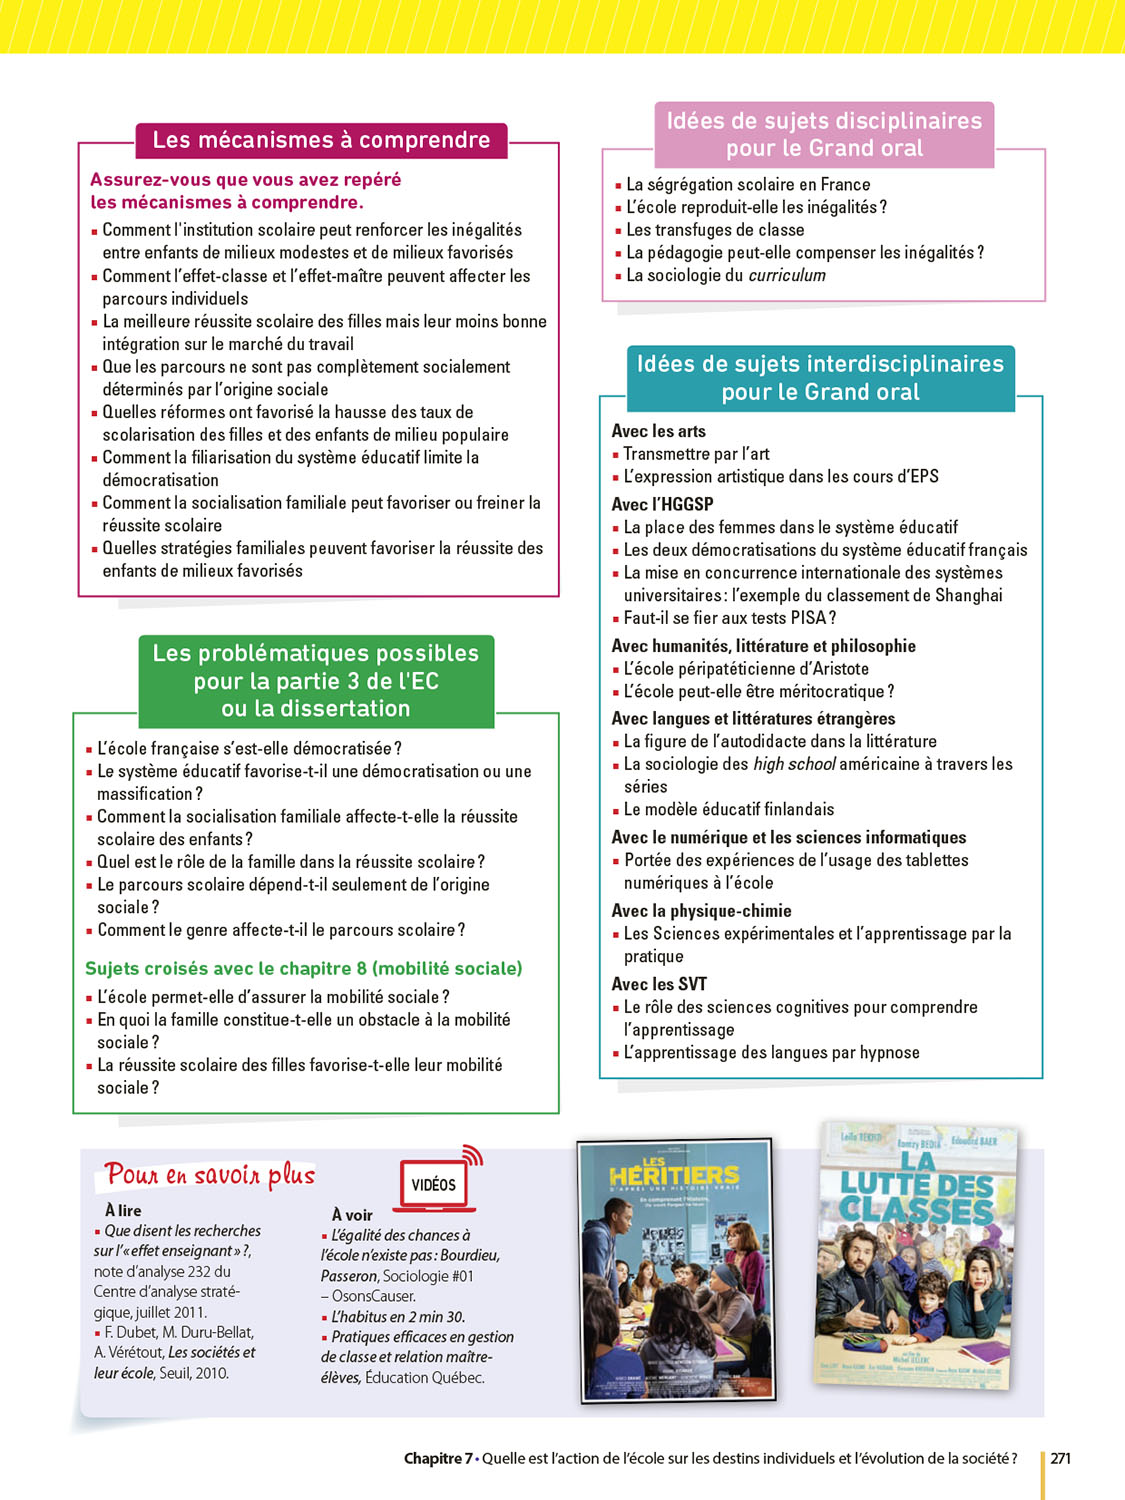 Les mécanismes à comprendre
Assurez-vous que vous avez repéré
les mécanismes à comprendre.
▪ Comment l'institution scolaire peut renforcer les inégalités
entre enfants de milieux modestes et de milieux favorisés
▪ Comment l'effet-classe et l'effet-maître peuvent affecter les
parcours individuels
▪ La meilleure réussite scolaire des filles mais leur moins bonne
intégration sur le marché du travail
▪ Que les parcours ne sont pas complètement socialement
déterminés par l'origine sociale
▪ Quelles réformes ont favorisé la hausse des taux de
scolarisation des filles et des enfants de milieu populaire
▪ Comment la filiarisation du système éducatif limite la
démocratisation
▪ Comment la socialisation familiale peut favoriser ou freiner la
réussite scolaire
▪ Quelles stratégies familiales peuvent favoriser la réussite des
enfants de milieux favorisés
Les problématiques possibles
pour la partie 3 de l'EC
ou la dissertation
▪ L'école française s'est-elle démocratisée ?
▪ Le système éducatif favorise-t-il une démocratisation ou une
massification ?
▪ Comment la socialisation familiale affecte-t-elle la réussite
scolaire des enfants ?
▪ Quel est le rôle de la famille dans la réussite scolaire ?
▪ Le parcours scolaire dépend-t-il seulement de l'origine
sociale ?
▪ Comment le genre affecte-t-il le parcours scolaire ?
Sujets croisés avec le chapitre 8 (mobilité sociale)
▪ L'école permet-elle d'assurer la mobilité sociale ?
▪ En quoi la famille constitue-t-elle un obstacle à la mobilité
sociale ?
▪ La réussite scolaire des filles favorise-t-elle leur mobilité
sociale ?
Idées de sujets disciplinaires
pour le Grand oral
▪ La ségrégation scolaire en France
▪ L'école reproduit-elle les inégalités ?
▪ Les transfuges de classe
▪ La pédagogie peut-elle compenser les inégalités ?
▪ La sociologie du curriculum
Idées de sujets interdisciplinaires
pour le Grand oral
Avec les arts
▪ Transmettre par l'art
▪ L'expression artistique dans les cours d'EPS
Avec l'HGGSP
▪ La place des femmes dans le système éducatif
▪ Les deux démocratisations du système éducatif français
▪ La mise en concurrence internationale des systèmes
universitaires : l'exemple du classement de Shanghai
▪ Faut-il se fier aux tests PISA ?
Avec humanités, littérature et philosophie
▪ L'école péripatéticienne d'Aristote
▪ L'école peut-elle être méritocratique ?
Avec langues et littératures étrangères
▪ La figure de l'autodidacte dans la littérature
▪ La sociologie des high school américaine à travers les
séries
▪ Le modèle éducatif finlandais
Avec le numérique et les sciences informatiques
▪ Portée des expériences de l'usage des tablettes
numériques à l'école
Avec la physique-chimie
▪ Les Sciences expérimentales et l'apprentissage par la
pratique
Avec les SVT
▪ Le rôle des sciences cognitives pour comprendre
l'apprentissage
▪ L'apprentissage des langues par hypnose
Pour en savoir plus
À lire
▪ Que disent les recherches
sur l'« effet enseignant » ?,
note d'analyse 232 du
Centre d'analyse straté-
gique, juillet 2011.
▪ F. Dubet, M. Duru-Bellat,
A. Vérétout, Les sociétés et
leur école, Seuil, 2010.
VIDÉOS
À voir
▪ L'égalité des chances à
l'école n'existe pas : Bourdieu,
Passeron, Sociologie #01
– OsonsCauser.
▪ L'habitus en 2 min 30.
▪ Pratiques efficaces en gestion
de classe et relation maître-
élèves, Éducation Québec.
LES
HÉRITIERS
D'APRÈS UNE HISTOIRE VRAIE
Leïla BEKHTI Ramzy BEDIA Edouard BAER
LA
LUTTE DES
CLASSES
un film de
Michel LECLERC
Chapitre 7 • Quelle est l'action de l'école sur les destins individuels et l'évolution de la société ? 271